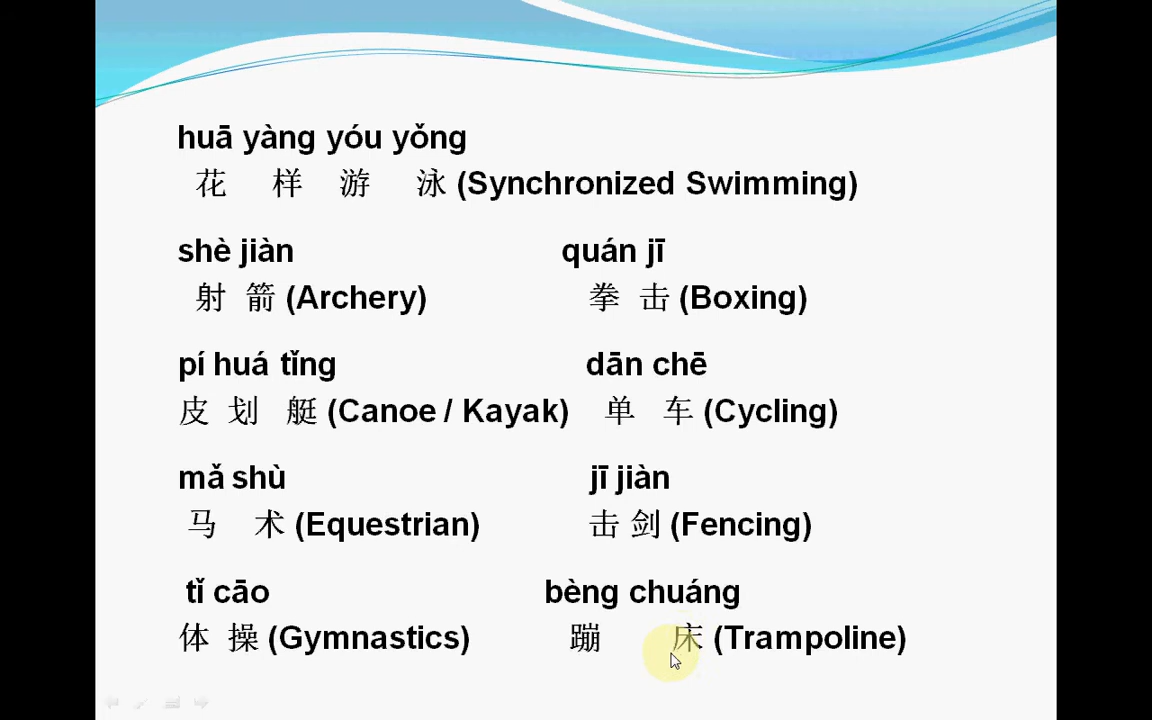 huā yàng yóu yǒng
花 样 游 泳 (Synchronized Swimming)
shè jiàn quán jī
射 箭 (Archery) 拳 击 (Boxing)
pí huá tǐng dān chē
皮 划 艇 (Canoe / Kayak) 单 车 (Cycling)
mǎ shù jī jiàn
马 术 (Equestrian) 击 剑 (Fencing)
tǐ cāo bèng chuáng
体 操 (Gymnastics) 蹦 床 (Trampoline)